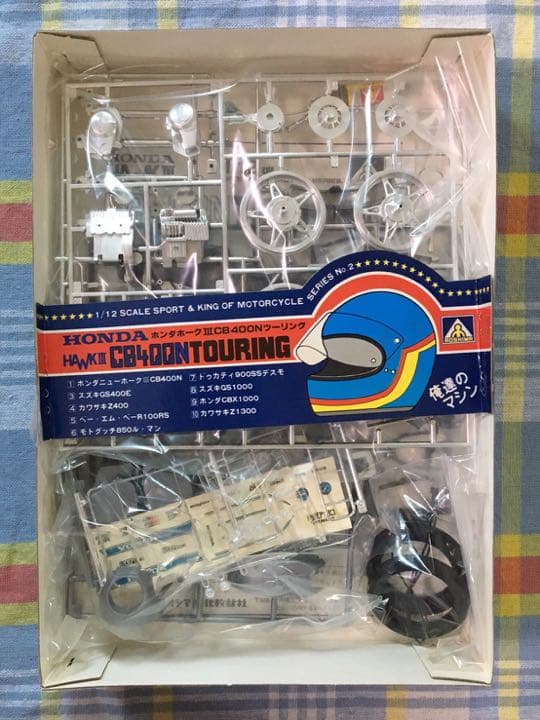 HONDA
1/12 SCALE SPORT & KING OF MOTORCYCLE
SERIES No.2
HONDA ホンダホークⅢCB400Nツーリング
HAWKⅢ CB400N TOURING
AOSHIMA
① ホンダニューホークⅢCB400N
③ スズキGS400E
④ カワサキZ400
⑤ ベー・エム・ベーR100RS
⑥ モトグッチ850ル・マン
⑦ ドゥカティ900SSデスモ
⑧ スズキGS1000
⑨ ホンダCBX1000
⑩ カワサキZ1300
俺達の
マシン